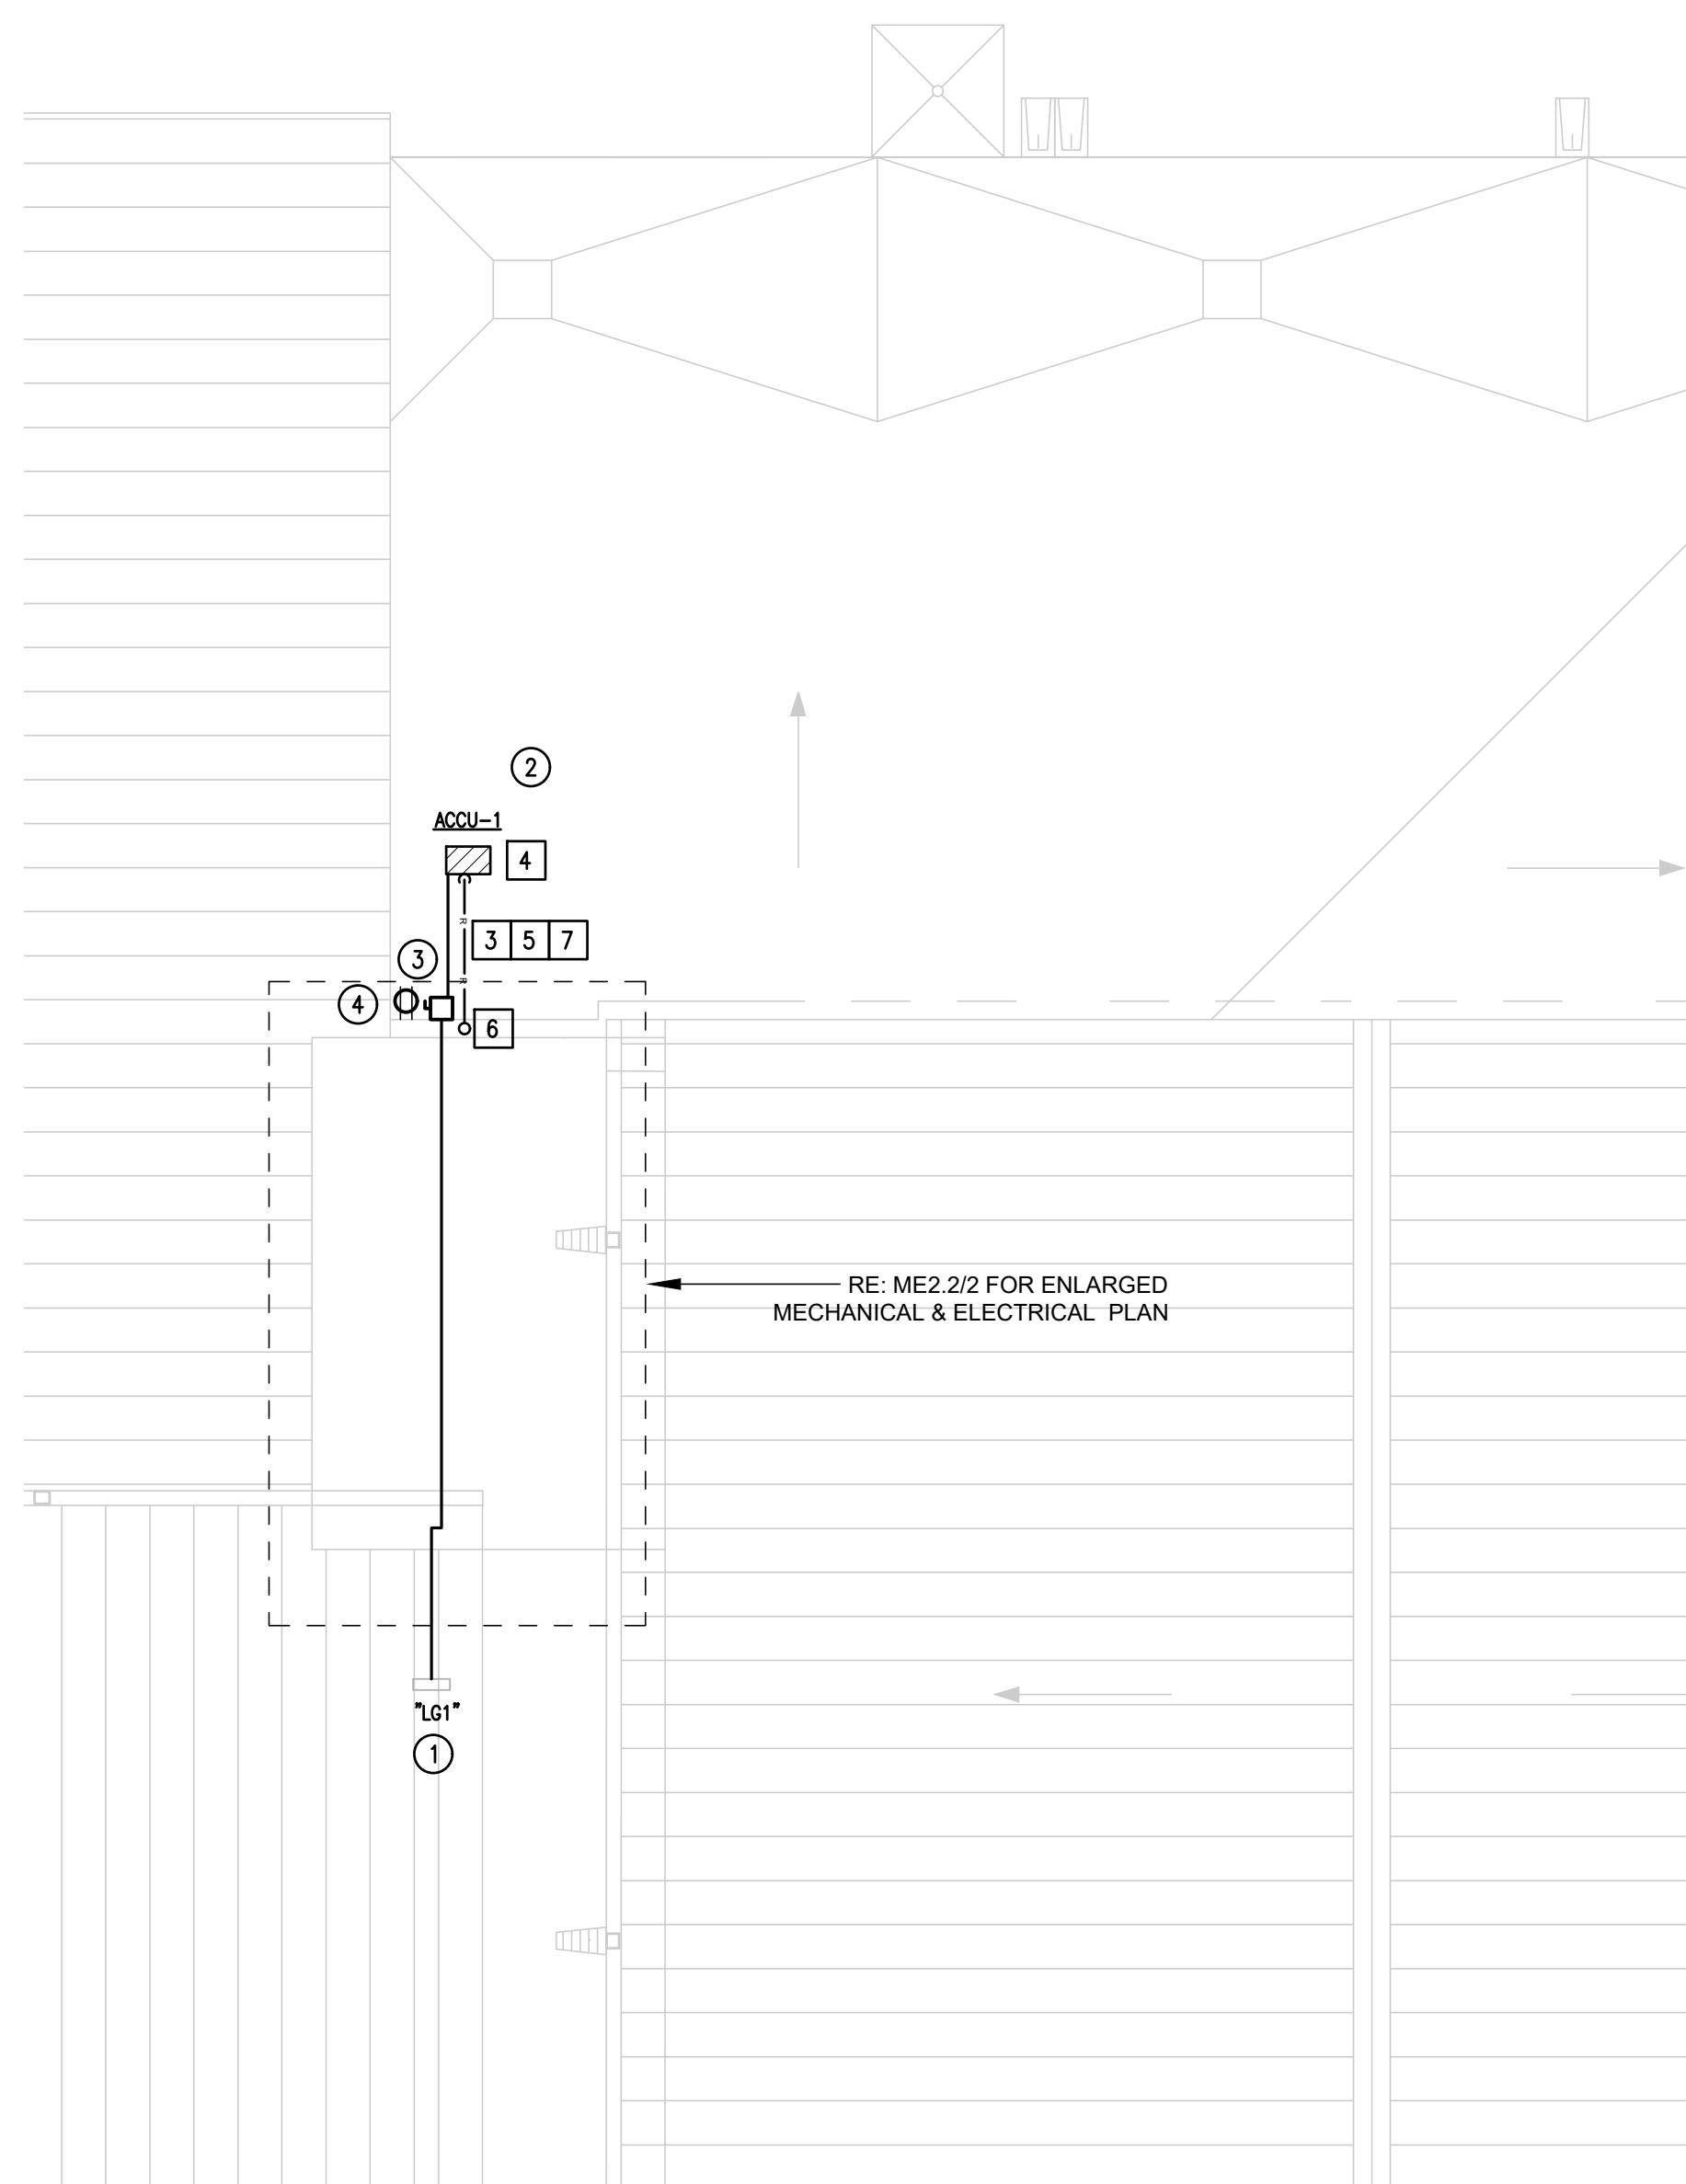 2
ACCU-1
4
R
3 5 7
3
R
4
6
RE: ME2.2/2 FOR ENLARGED
MECHANICAL & ELECTRICAL PLAN
"LG1"
1